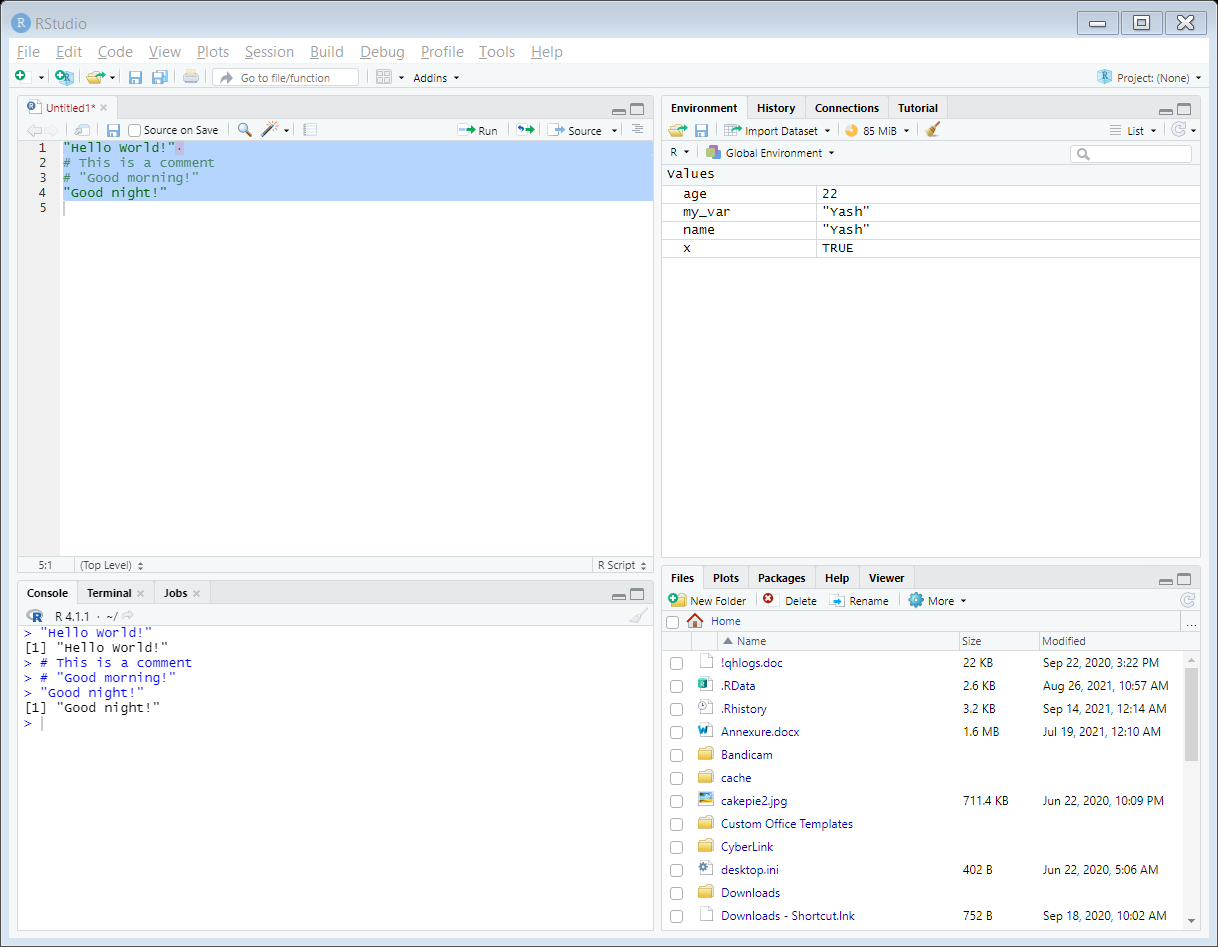 RStudio
File Edit Code View Plots Session Build Debug Profile Tools Help
Go to file/function Addins Project: (None)
Untitled1*
Source on Save Run Source
1 "Hello World!"
2 # This is a comment
3 # "Good morning!"
4 "Good night!"
5
5:1 (Top Level) R Script
Console Terminal Jobs
R 4.1.1 · ~/
> "Hello World!"
[1] "Hello World!"
> # This is a comment
> # "Good morning!"
> "Good night!"
[1] "Good night!"
>
Environment History Connections Tutorial
Import Dataset 85 MiB List
R Global Environment
Values
age 22
my_var "Yash"
name "Yash"
x TRUE
Files Plots Packages Help Viewer
New Folder Delete Rename More
Home ...
Name Size Modified
!qhlogs.doc 22 KB Sep 22, 2020, 3:22 PM
.RData 2.6 KB Aug 26, 2021, 10:57 AM
.Rhistory 3.2 KB Sep 14, 2021, 12:14 AM
Annexure.docx 1.6 MB Jul 19, 2021, 12:10 AM
Bandicam
cache
cakepie2.jpg 711.4 KB Jun 22, 2020, 10:09 PM
Custom Office Templates
CyberLink
desktop.ini 402 B Jun 22, 2020, 5:06 AM
Downloads
Downloads - Shortcut.lnk 752 B Sep 18, 2020, 10:02 AM